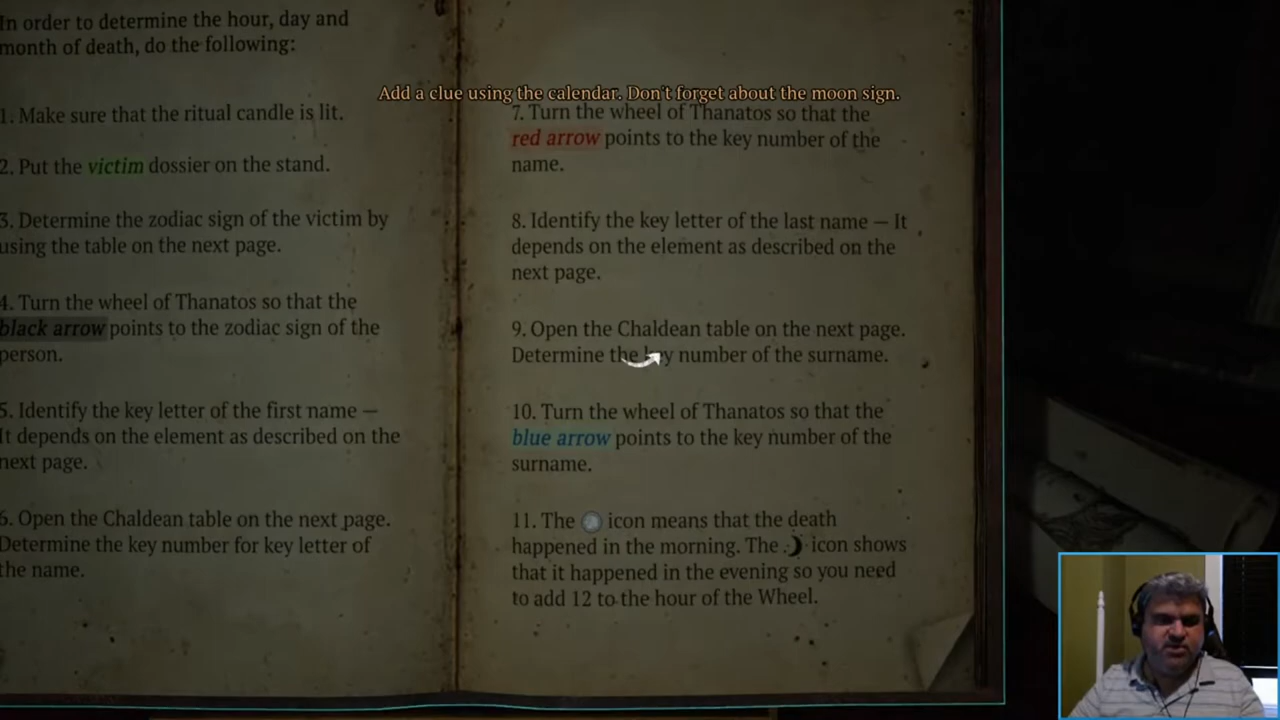 In order to determine the hour, day and
month of death, do the following:
1. Make sure that the ritual candle is lit.
2. Put the victim dossier on the stand.
3. Determine the zodiac sign of the victim by
using the table on the next page.
4. Turn the wheel of Thanatos so that the
black arrow points to the zodiac sign of the
person.
5. Identify the key letter of the first name —
It depends on the element as described on the
next page.
6. Open the Chaldean table on the next page.
Determine the key number for key letter of
the name.
Add a clue using the calendar. Don't forget about the moon sign.
7. Turn the wheel of Thanatos so that the
red arrow points to the key number of the
name.
8. Identify the key letter of the last name — It
depends on the element as described on the
next page.
9. Open the Chaldean table on the next page.
Determine the key number of the surname.
10. Turn the wheel of Thanatos so that the
blue arrow points to the key number of the
surname.
11. The icon means that the death
happened in the morning. The icon shows
that it happened in the evening so you need
to add 12 to the hour of the Wheel.